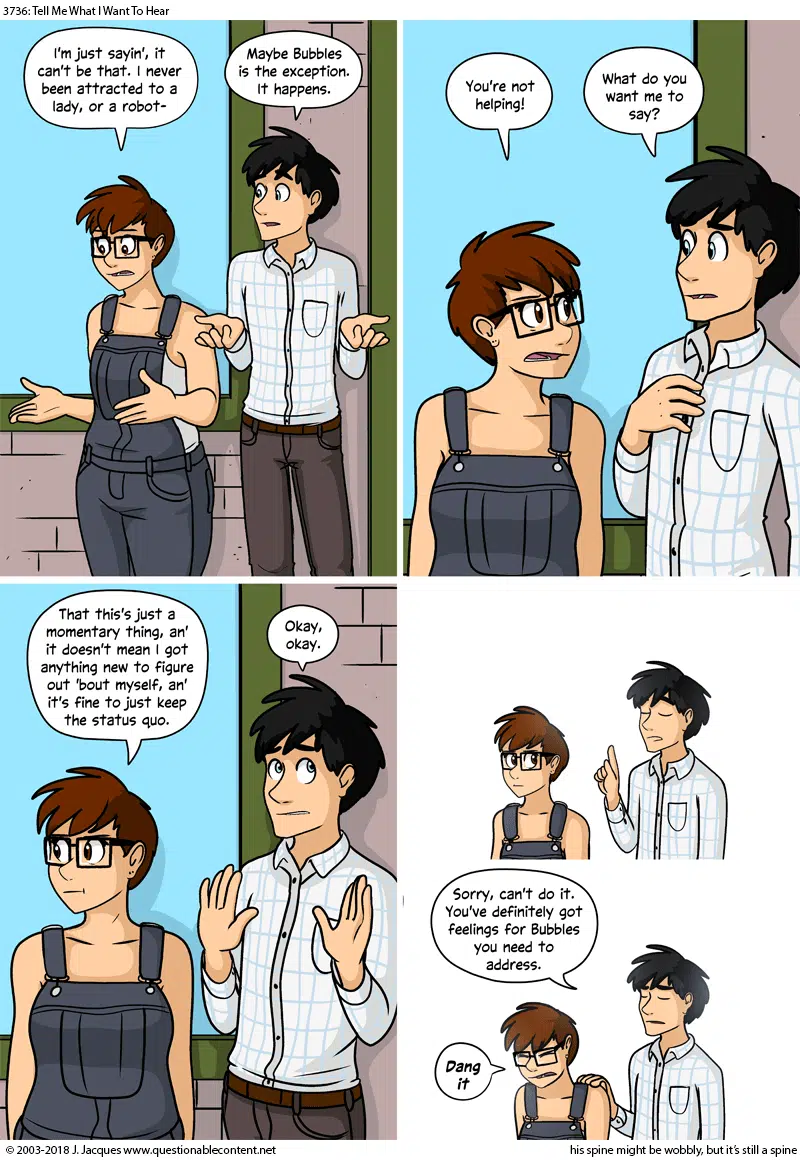 3736: Tell Me What I Want To Hear
I'm just sayin', it
can't be that. I never
been attracted to a
lady, or a robot-
Maybe Bubbles
is the exception.
It happens.
You're not
helping!
What do you
want me to
say?
That this's just a
momentary thing, an'
it doesn't mean I got
anything new to figure
out 'bout myself, an'
it's fine to just keep
the status quo.
Okay,
okay.
Sorry, can't do it.
You've definitely got
feelings for Bubbles
you need to
address.
Dang
it
© 2003-2018 J. Jacques www.questionablecontent.net
his spine might be wobbly, but it's still a spine